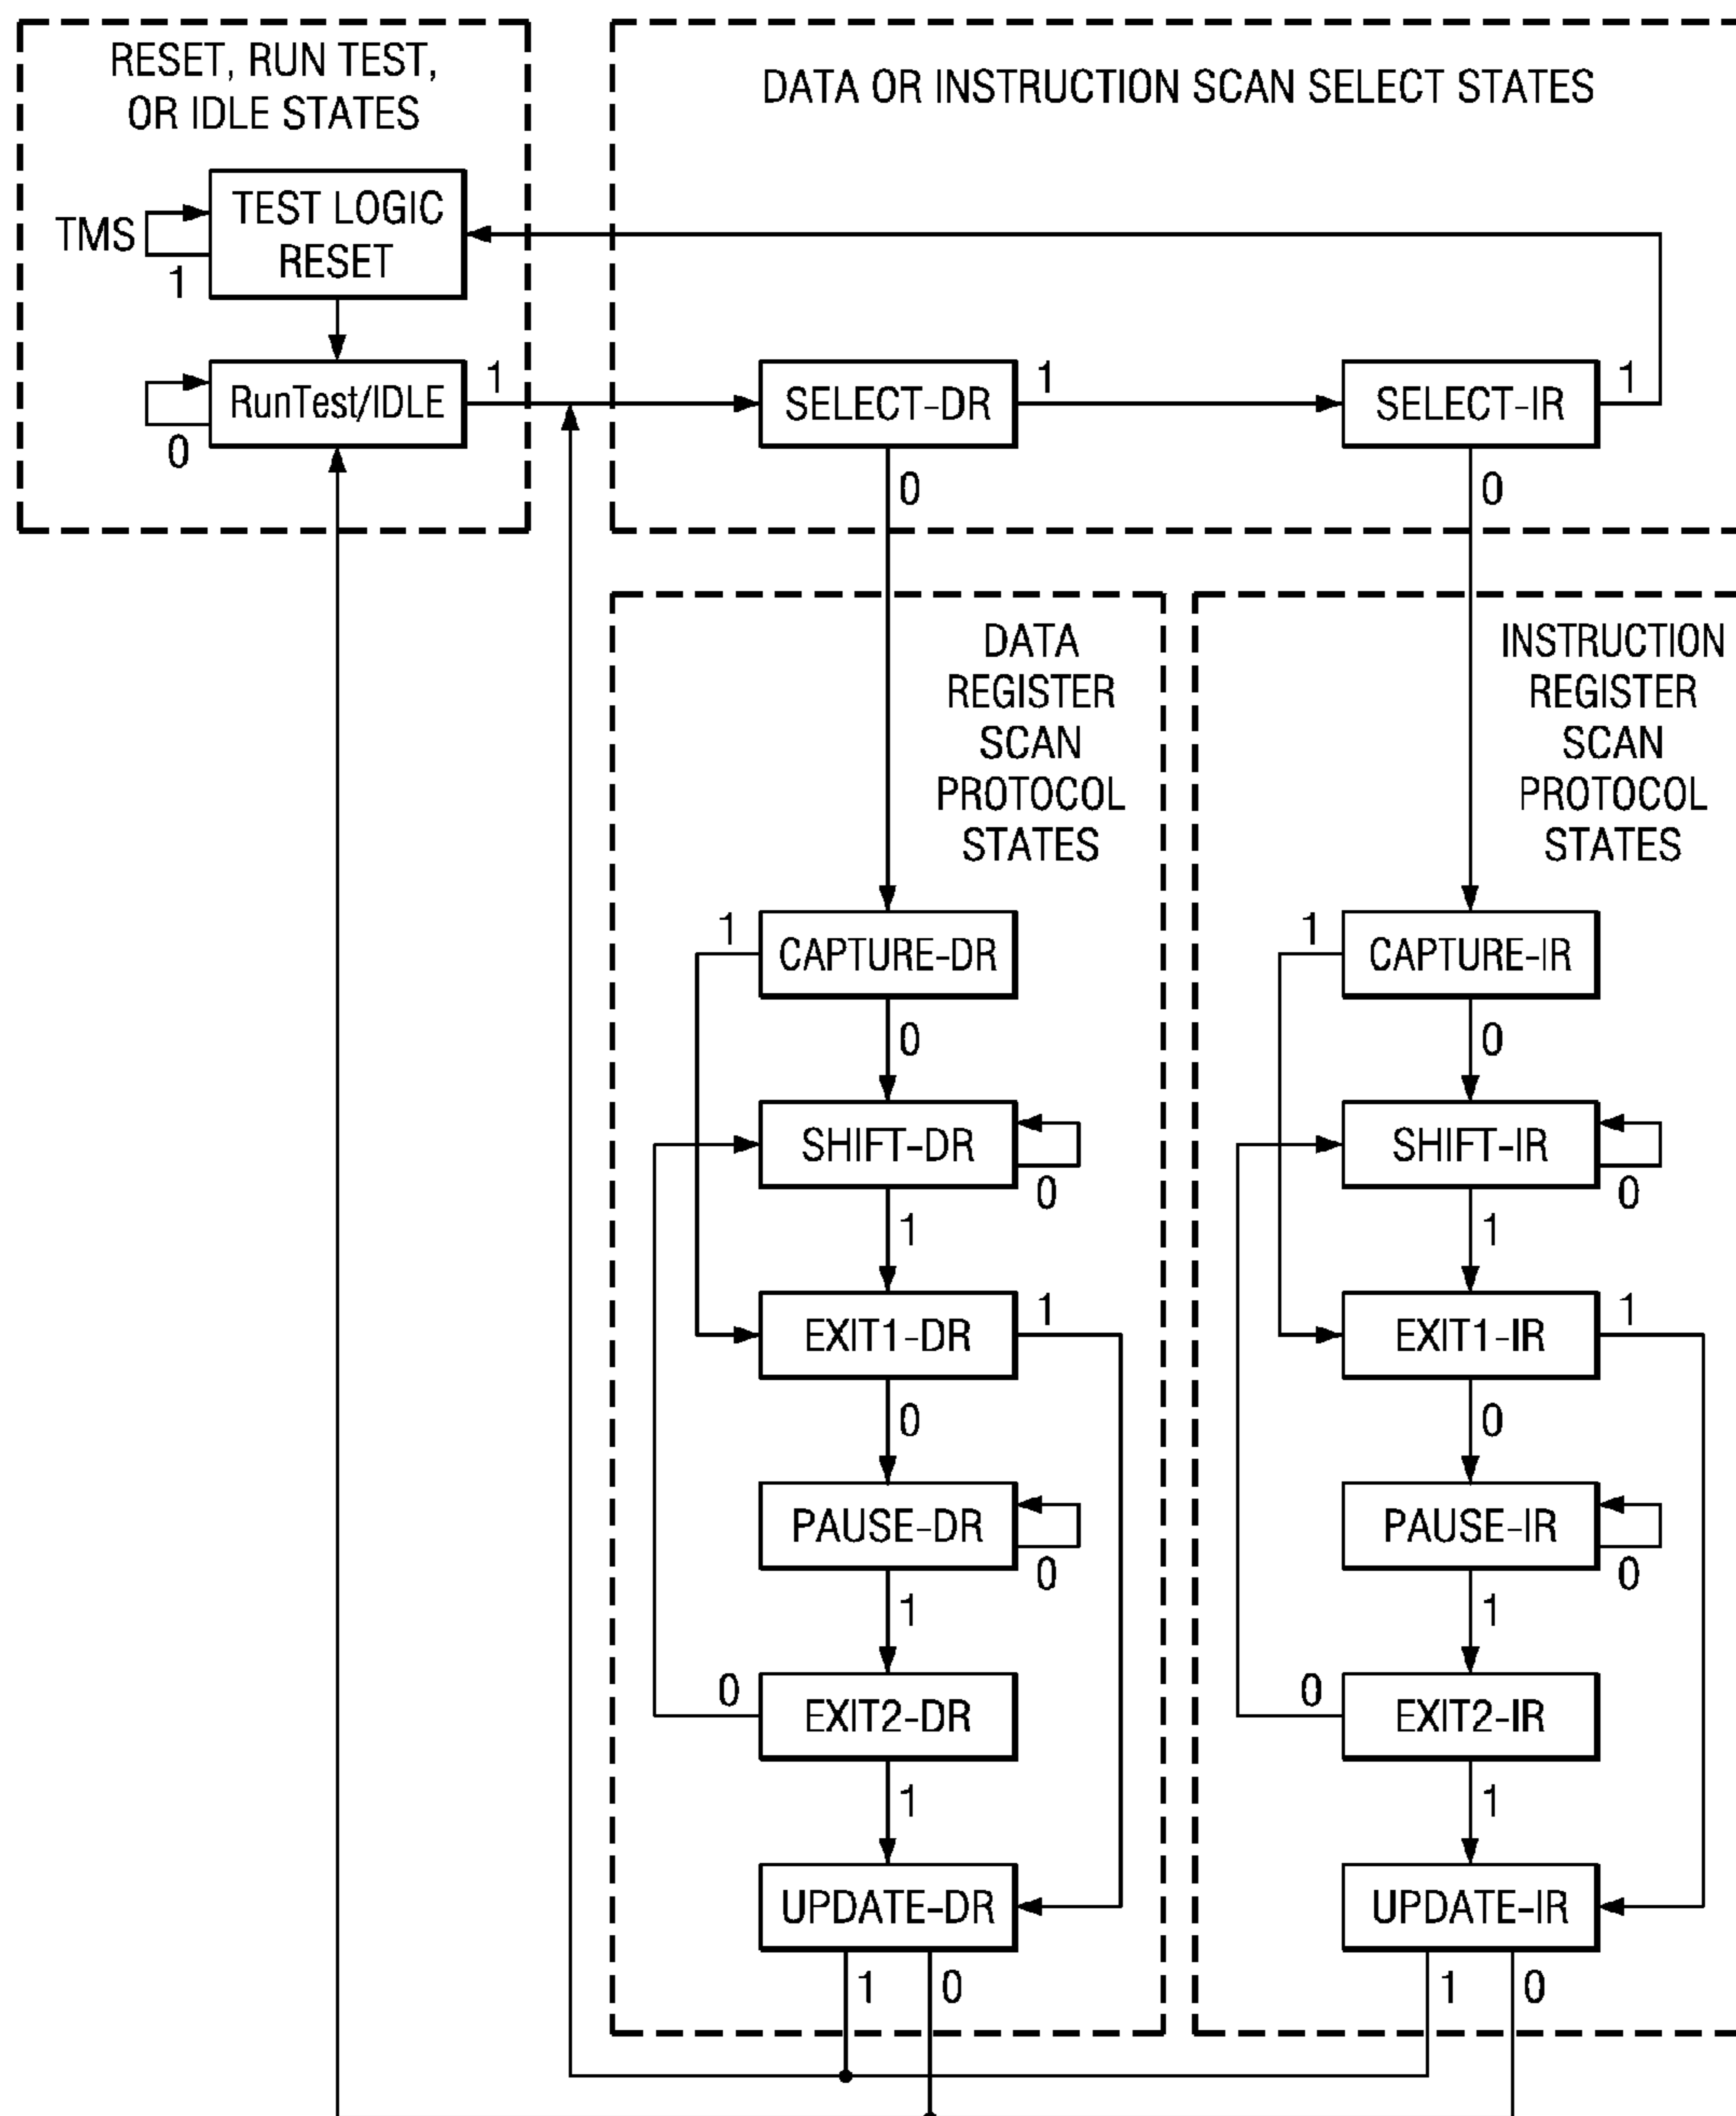 RESET, RUN TEST,
OR IDLE STATES
DATA OR INSTRUCTION SCAN SELECT STATES
TEST LOGIC
RESET
TMS
1
RunTest/IDLE
1
0
SELECT-DR
1
0
SELECT-IR
1
0
DATA
REGISTER
SCAN
PROTOCOL
STATES
1
CAPTURE-DR
0
SHIFT-DR
0
1
EXIT1-DR
1
0
PAUSE-DR
0
1
0
EXIT2-DR
1
UPDATE-DR
1
0
INSTRUCTION
REGISTER
SCAN
PROTOCOL
STATES
1
CAPTURE-IR
0
SHIFT-IR
0
1
EXIT1-IR
1
0
PAUSE-IR
0
1
0
EXIT2-IR
1
UPDATE-IR
1
0